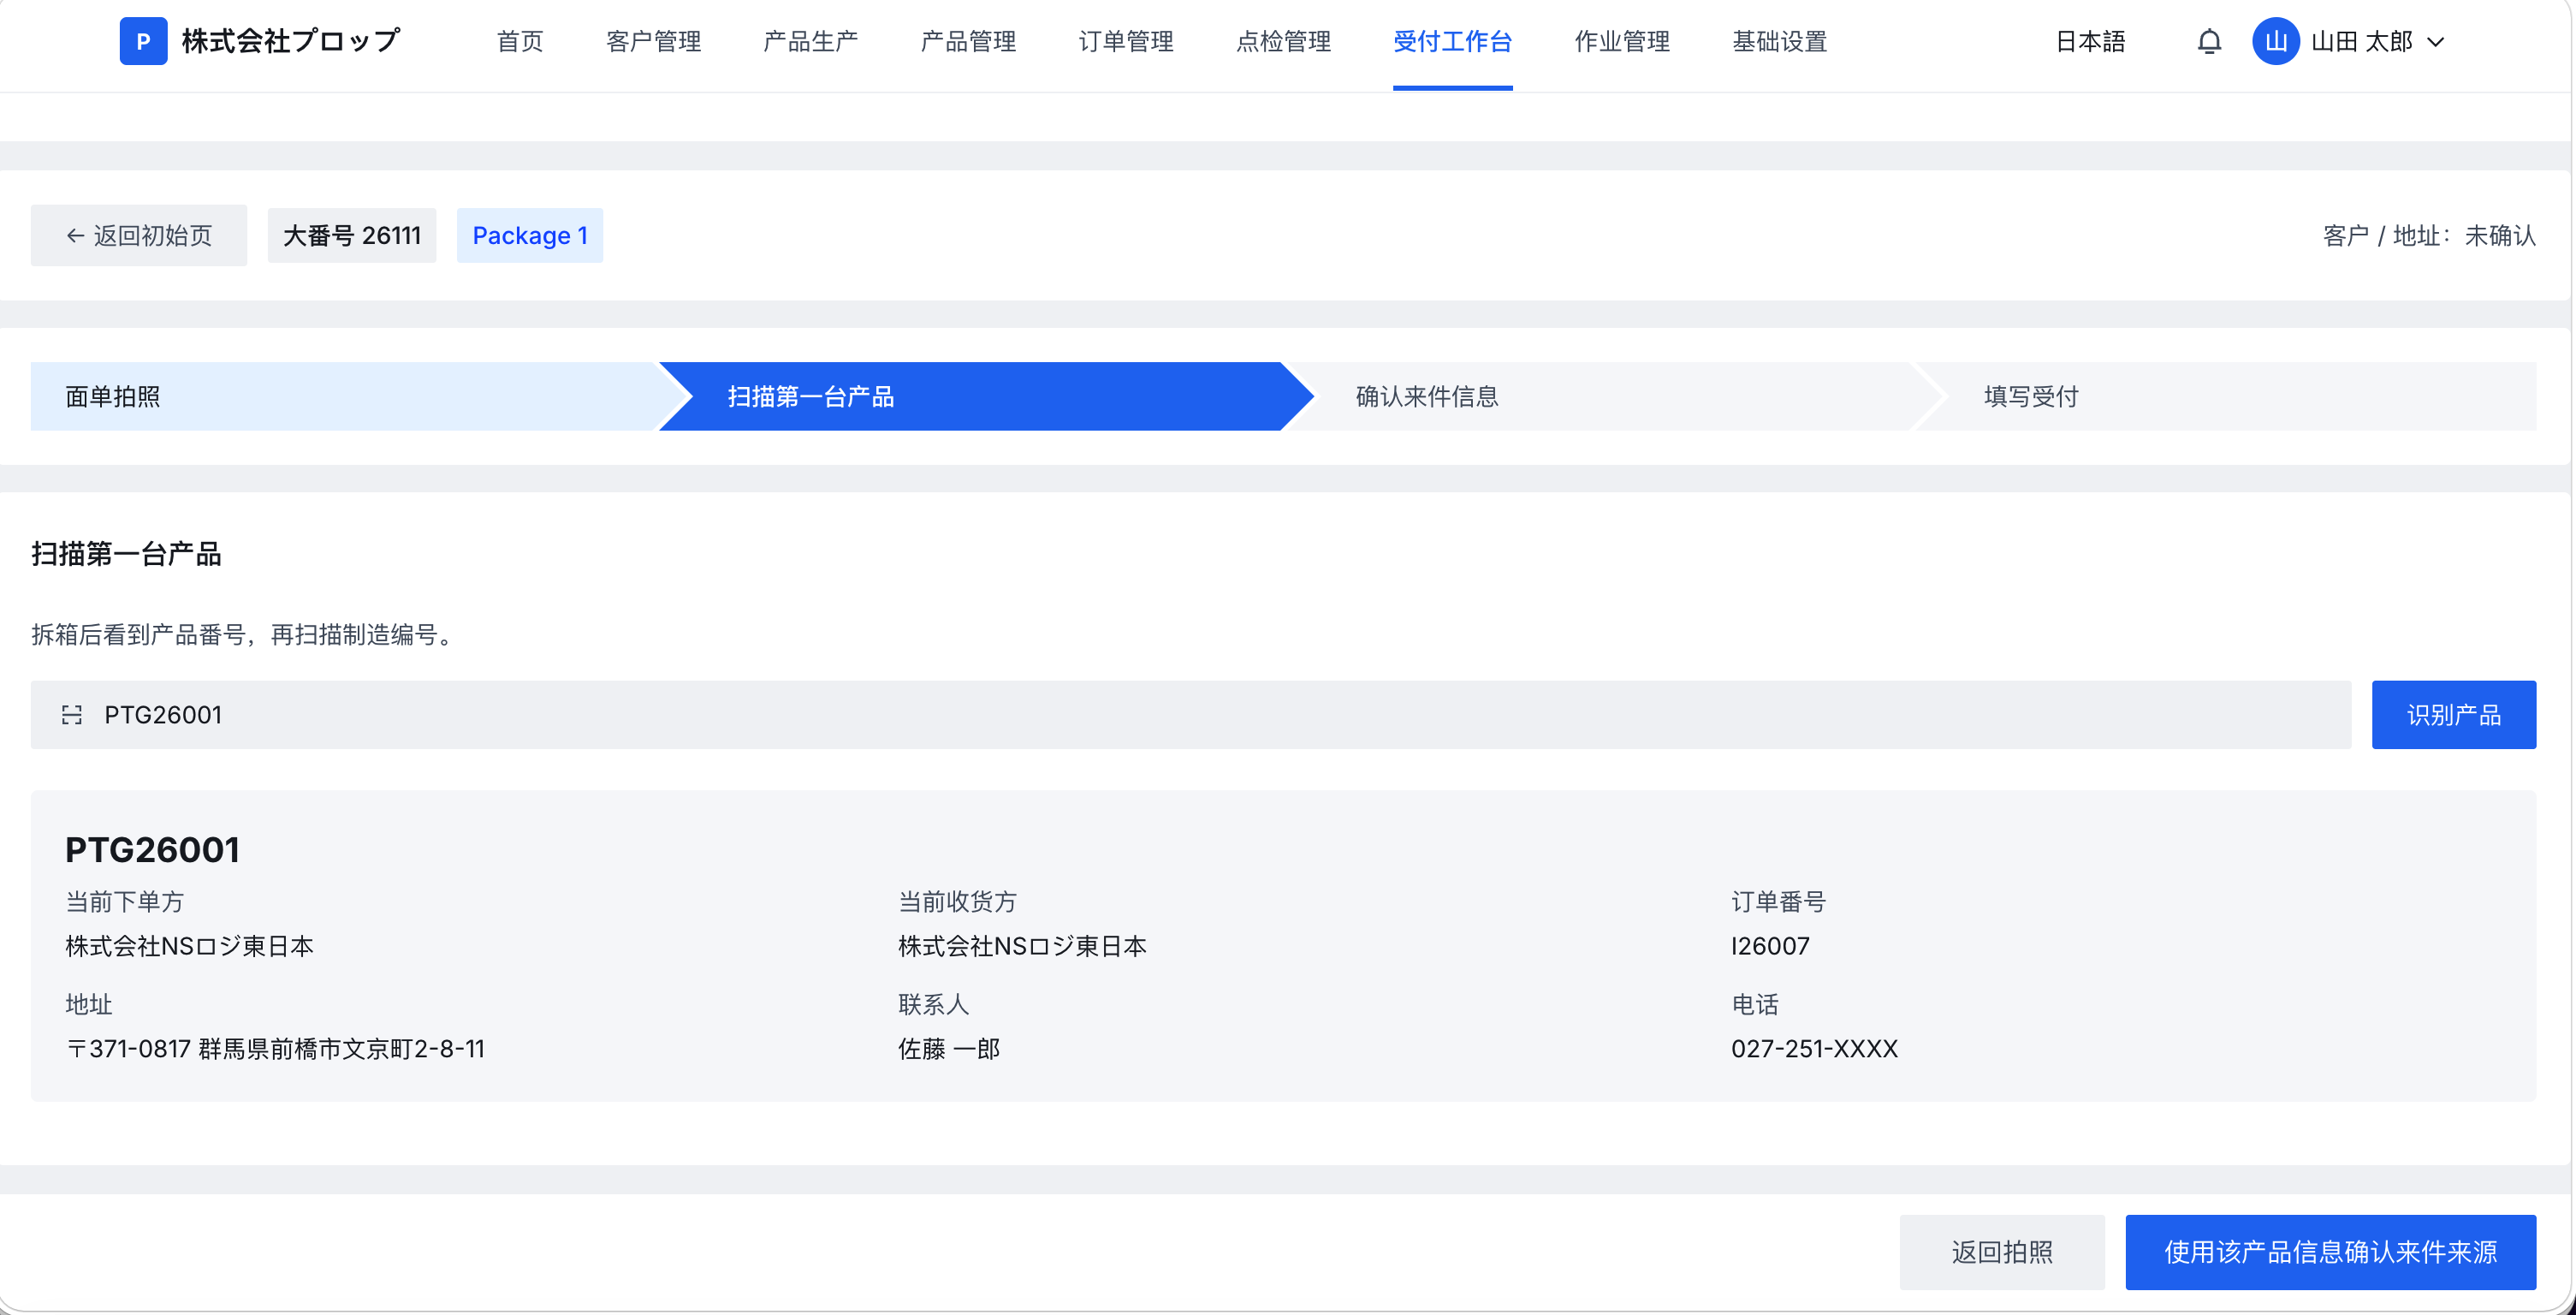 P 株式会社プロップ 首页 客户管理 产品生产 产品管理 订单管理 点检管理 受付工作台 作业管理 基础设置 日本語 山 山田 太郎
← 返回初始页 大番号 26111 Package 1 客户 / 地址：未确认
面单拍照 扫描第一台产品 确认来件信息 填写受付
扫描第一台产品
拆箱后看到产品番号，再扫描制造编号。
PTG26001 识别产品
PTG26001
当前下单方 当前收货方 订单番号
株式会社NSロジ東日本 株式会社NSロジ東日本 I26007
地址 联系人 电话
〒371-0817 群馬県前橋市文京町2-8-11 佐藤 一郎 027-251-XXXX
返回拍照 使用该产品信息确认来件来源